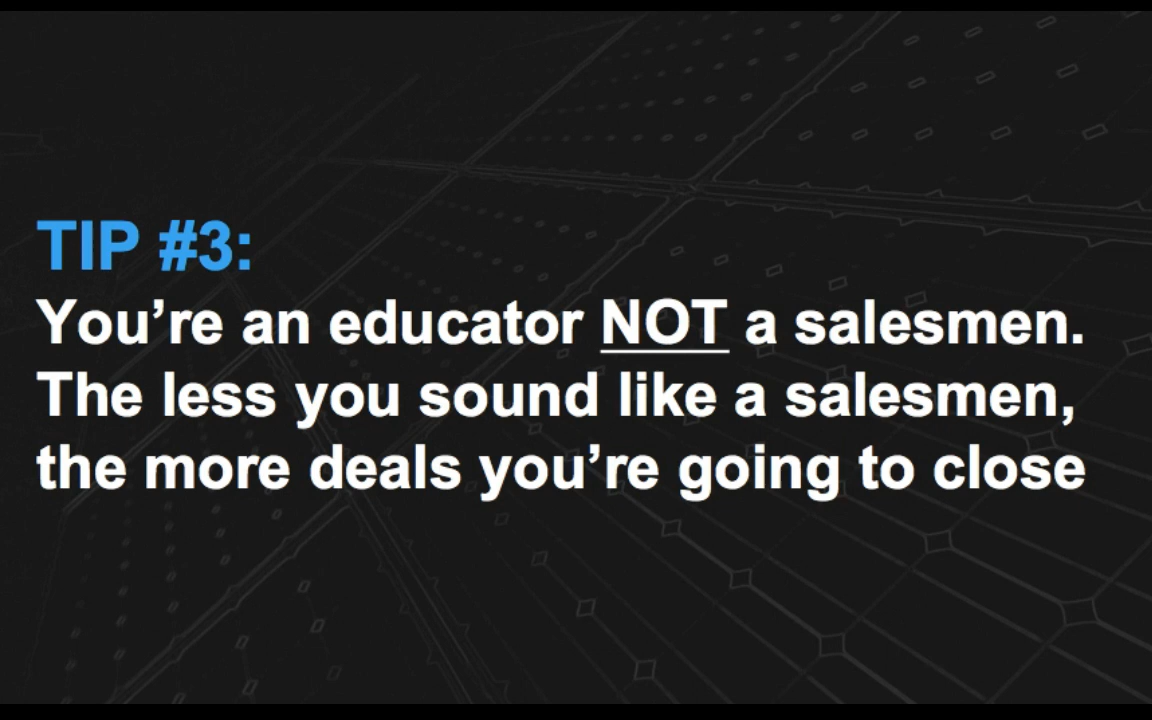 TIP #3:
You’re an educator NOT a salesmen.
The less you sound like a salesmen,
the more deals you’re going to close